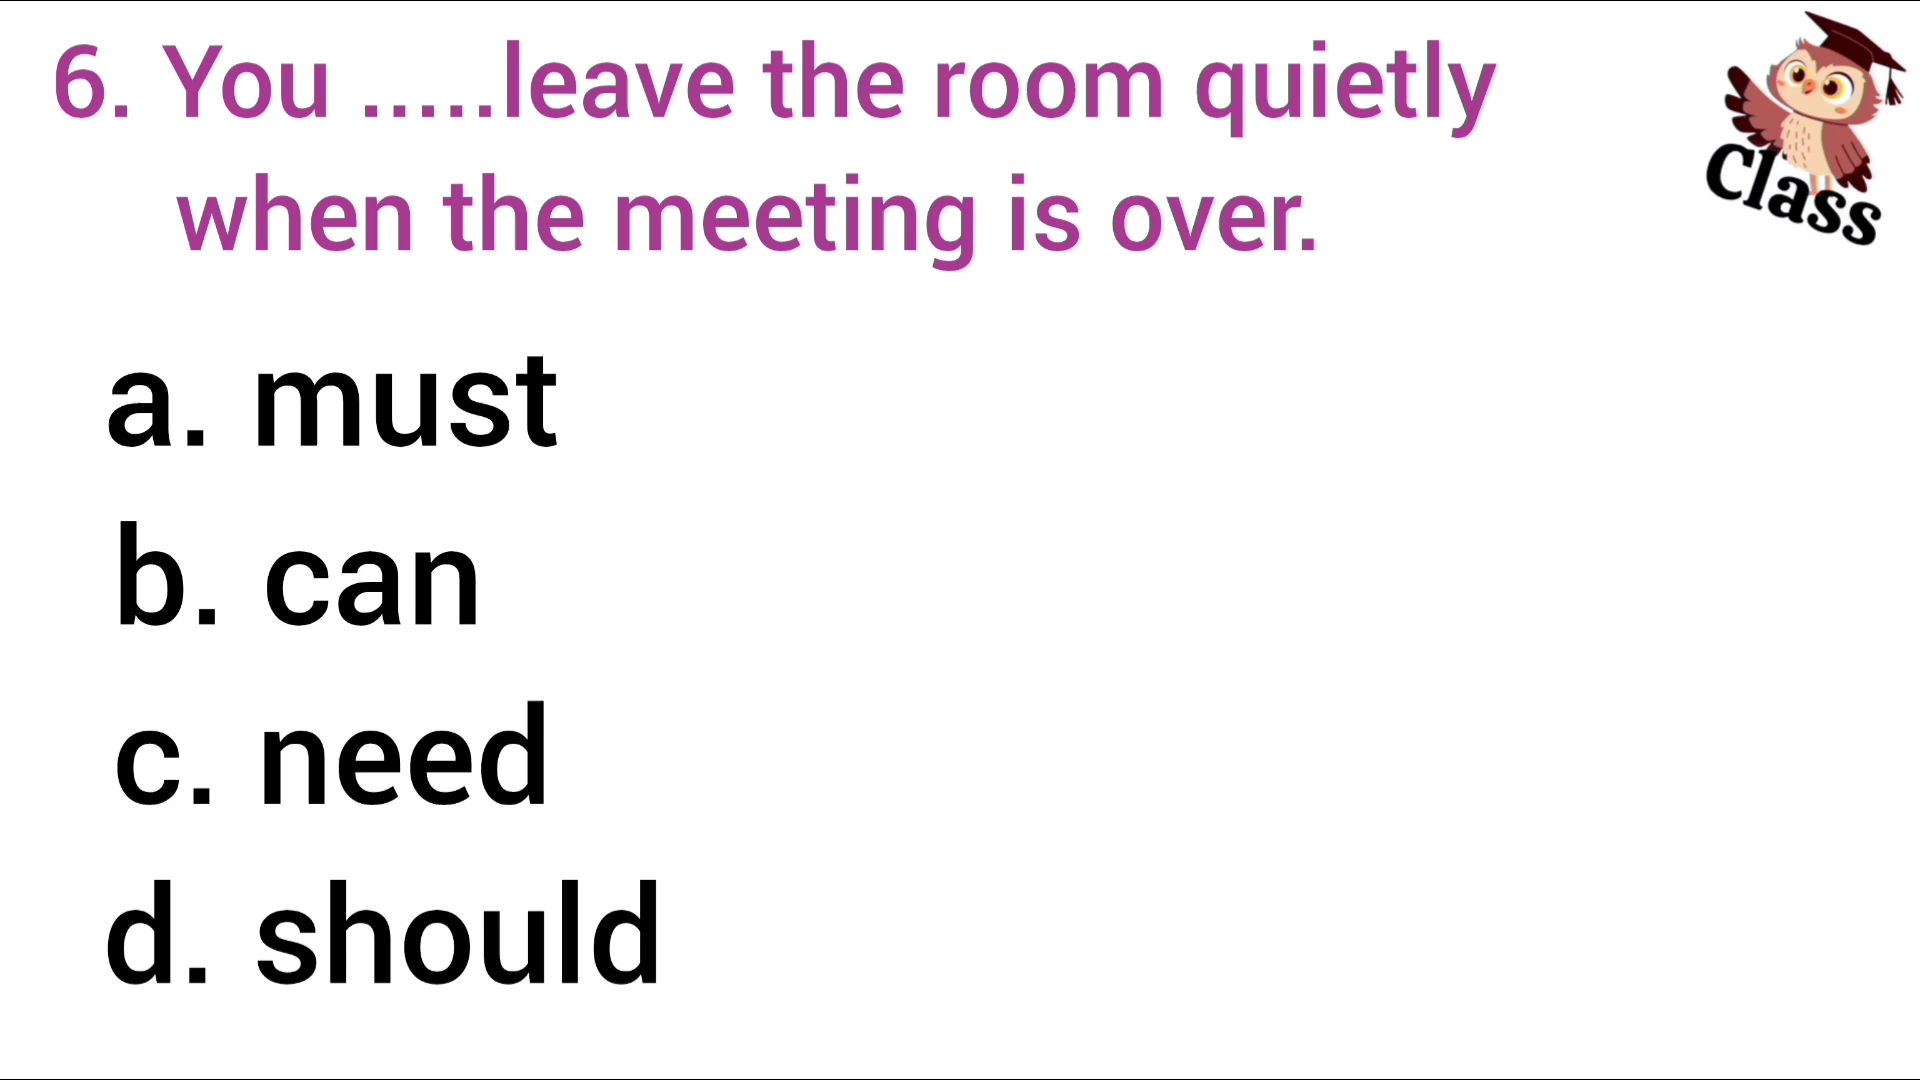 6. You .....leave the room quietly
when the meeting is over.
Class
a. must
b. can
c. need
d. should